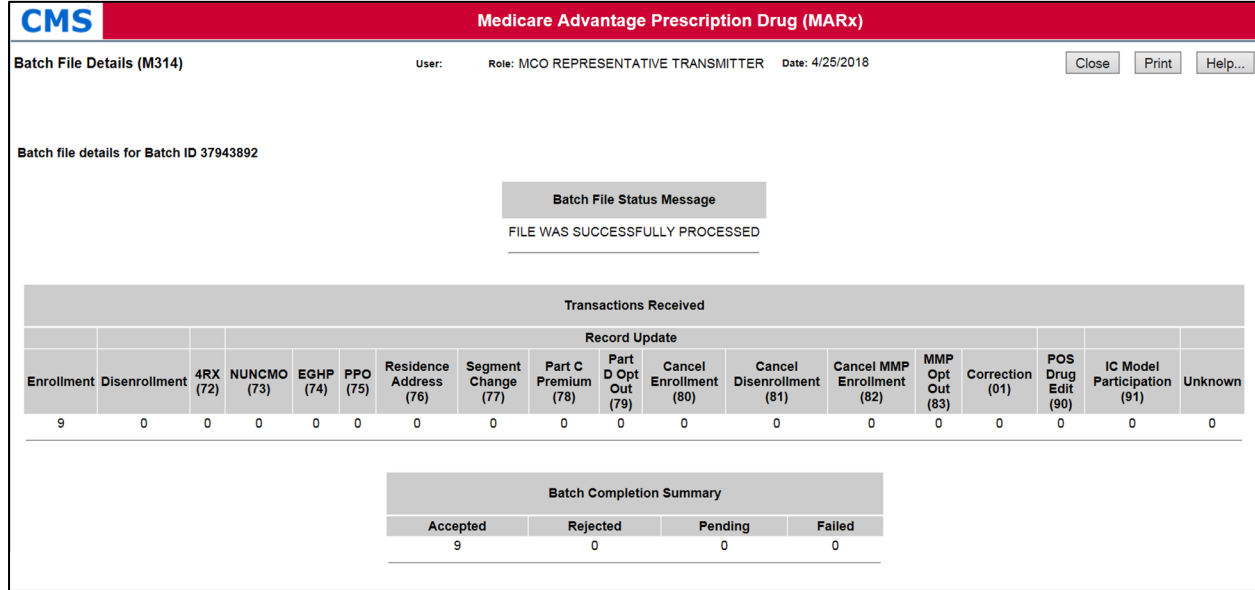 CMS
Medicare Advantage Prescription Drug (MARx)
Batch File Details (M314)
User: Role: MCO REPRESENTATIVE TRANSMITTER Date: 4/25/2018
Close Print Help...
Batch file details for Batch ID 37943892
Batch File Status Message
FILE WAS SUCCESSFULLY PROCESSED
Transactions Received
Record Update
Enrollment Disenrollment 4RX (72) NUNCMO (73) EGHP (74) PPO (75) Residence Address (76) Segment Change (77) Part C Premium (78) Part D Opt Out (79) Cancel Enrollment (80) Cancel Disenrollment (81) Cancel MMP Enrollment (82) MMP Opt Out (83) Correction (01) POS Drug Edit (90) IC Model Participation (91) Unknown
9 0 0 0 0 0 0 0 0 0 0 0 0 0 0 0 0 0
Batch Completion Summary
Accepted Rejected Pending Failed
9 0 0 0